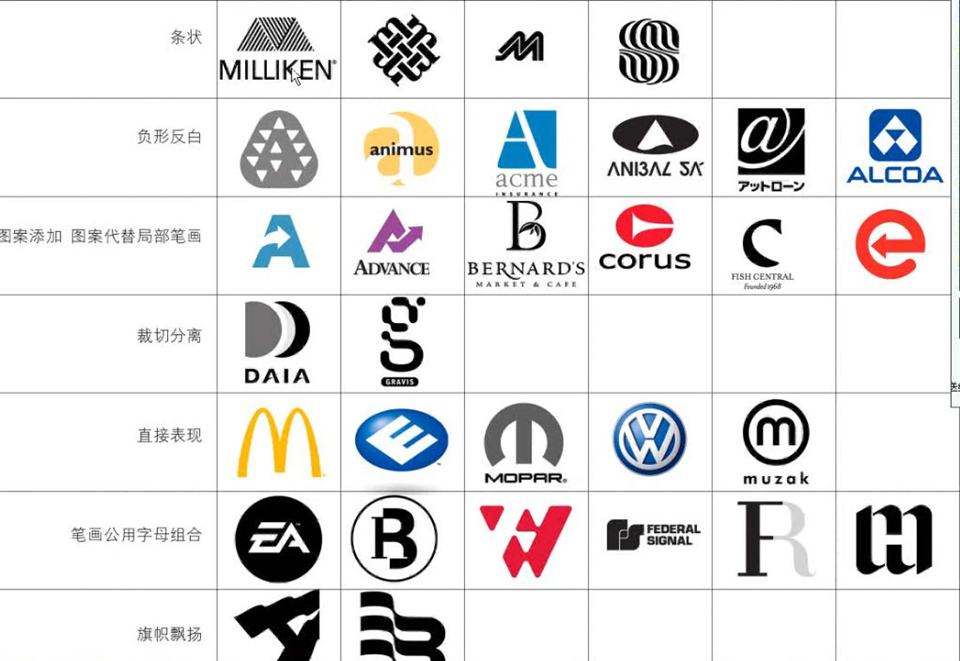 条状
MILLIKEN®
负形反白
animus
acme
INSURANCE
ANIBAL SA
@
アットローン
ALCOA
图案添加 图案代替局部笔画
A
ADVANCE
B
BERNARD'S
MARKET & CAFE
corus
C
FISH CENTRAL
Founded 1968
e
裁切分离
DAIA
g
GRAVIS
直接表现
M
E
MOPAR®
VW
m
muzak
笔画公用字母组合
EA
B
FEDERAL
SIGNAL
R
旗帜飘扬